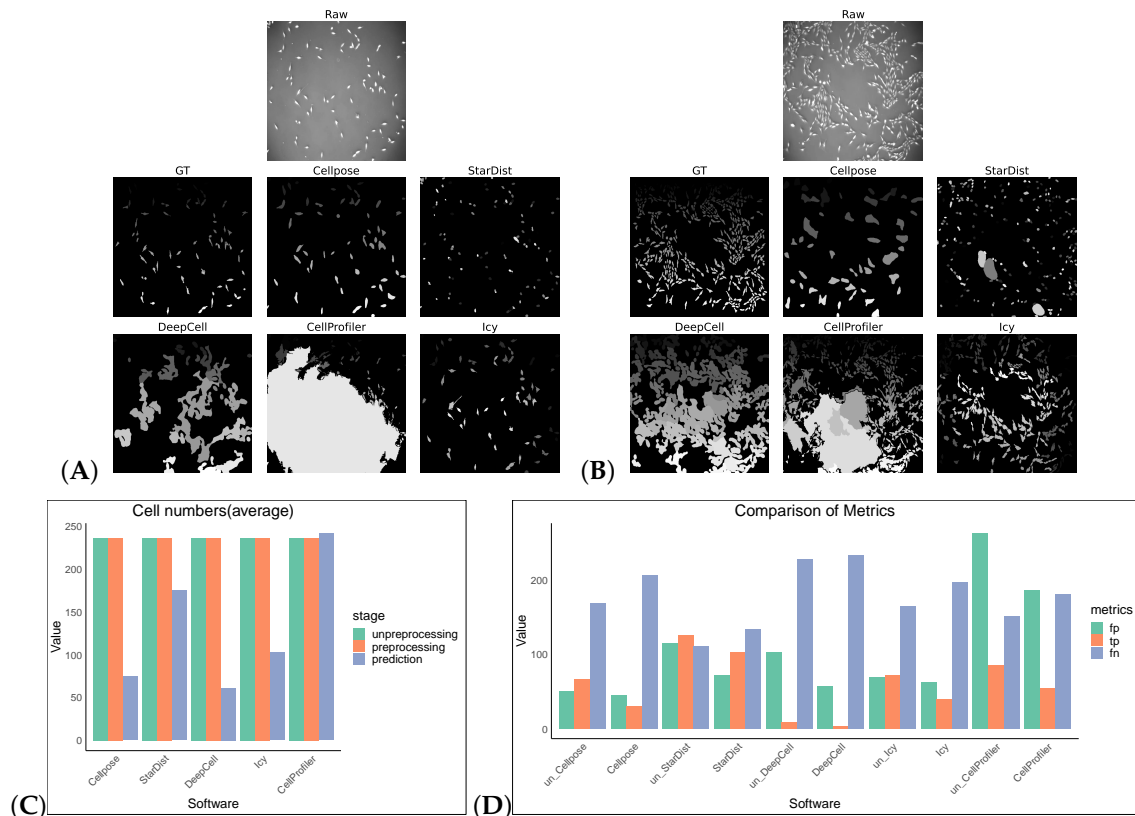 Raw
GT Cellpose StarDist
DeepCell CellProfiler Icy
(A)
Raw
GT Cellpose StarDist
DeepCell CellProfiler Icy
(B)
Cell numbers(average)
250
200
150
100
50
0
Value
Cellpose StarDist DeepCell Icy CellProfiler
Software
stage
unpreprocessing
preprocessing
prediction
(C)
Comparison of Metrics
200
100
0
Value
un_Cellpose Cellpose un_StarDist StarDist un_DeepCell DeepCell un_Icy Icy un_CellProfiler CellProfiler
Software
metrics
fp
tp
fn
(D)